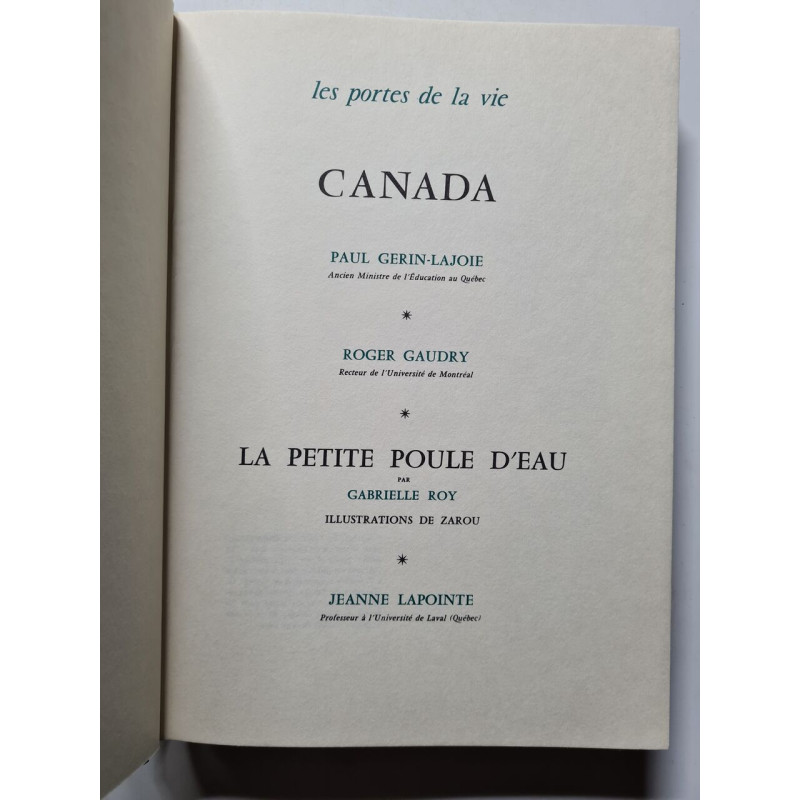 les portes de la vie
CANADA
PAUL GERIN-LAJOIE
Ancien Ministre de l'Éducation au Québec
*
ROGER GAUDRY
Recteur de l'Université de Montréal
*
LA PETITE POULE D'EAU
PAR
GABRIELLE ROY
ILLUSTRATIONS DE ZAROU
*
JEANNE LAPOINTE
Professeur à l'Université de Laval (Québec)